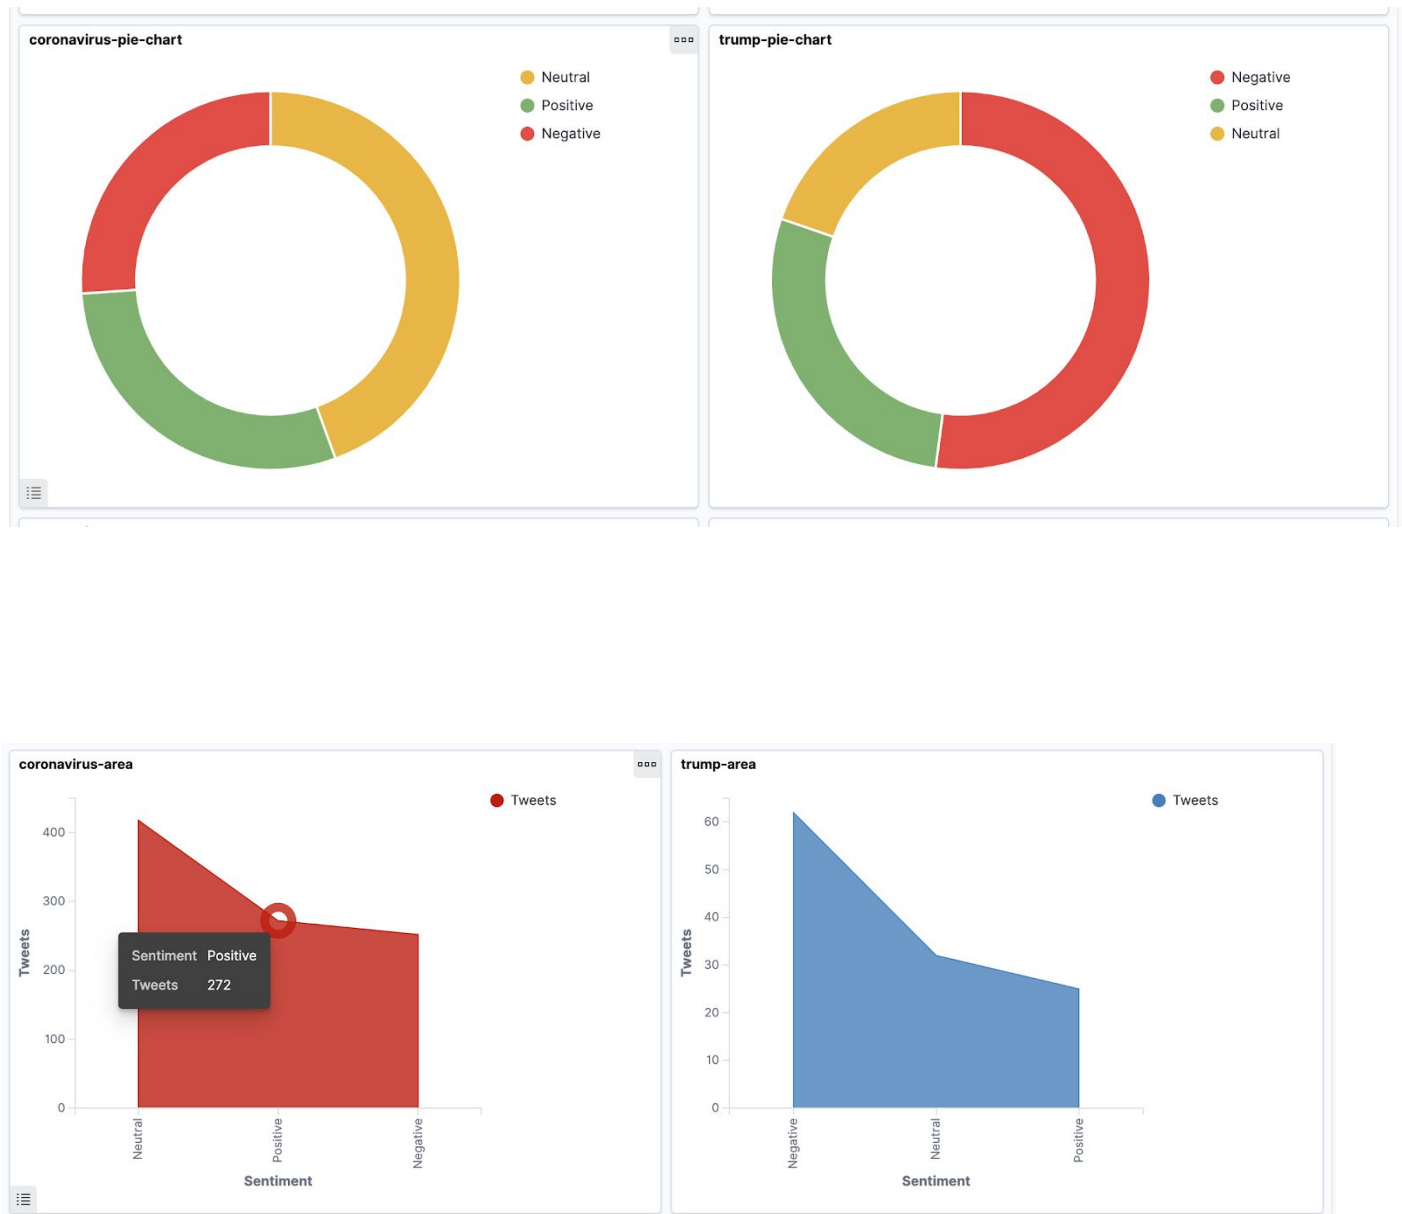 coronavirus-pie-chart
Neutral
Positive
Negative
trump-pie-chart
Negative
Positive
Neutral
coronavirus-area
Tweets
400
300
200
100
0
Tweets
Sentiment Positive
Tweets 272
Neutral
Positive
Negative
Sentiment
trump-area
Tweets
60
50
40
30
20
10
0
Tweets
Negative
Neutral
Positive
Sentiment